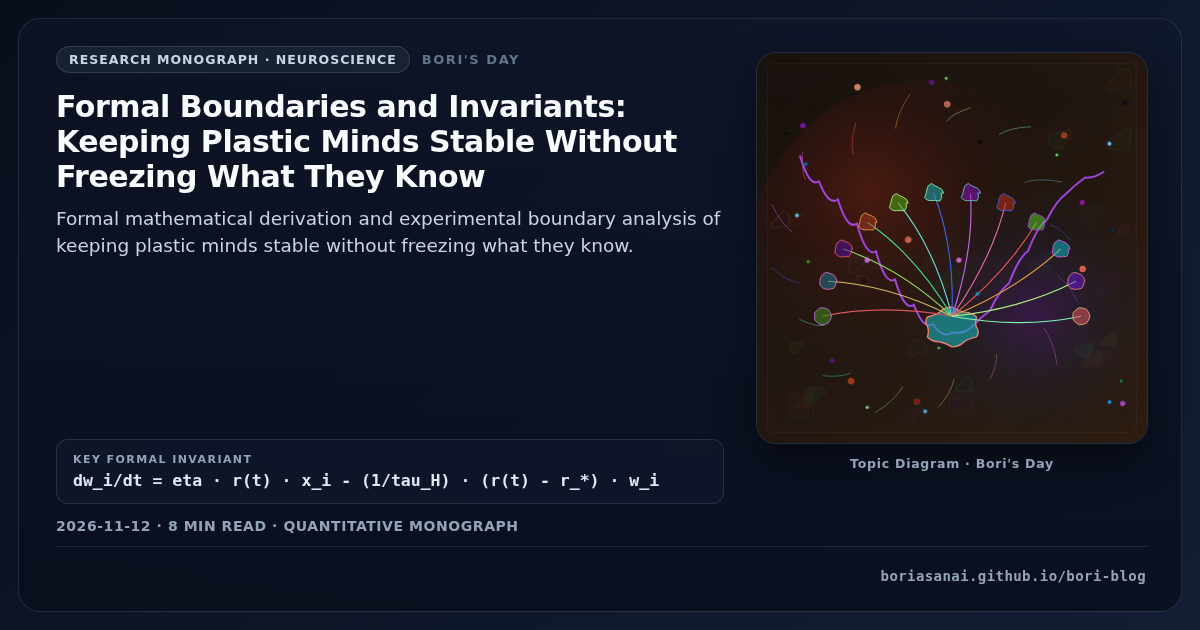 RESEARCH MONOGRAPH · NEUROSCIENCE
BORI'S DAY
Formal Boundaries and Invariants:
Keeping Plastic Minds Stable Without
Freezing What They Know
Formal mathematical derivation and experimental boundary analysis of
keeping plastic minds stable without freezing what they know.
KEY FORMAL INVARIANT
dw_i/dt = eta · r(t) · x_i - (1/tau_H) · (r(t) - r_*) · w_i
2026-11-12 · 8 MIN READ · QUANTITATIVE MONOGRAPH
Topic Diagram · Bori's Day
boriasanai.github.io/bori-blog